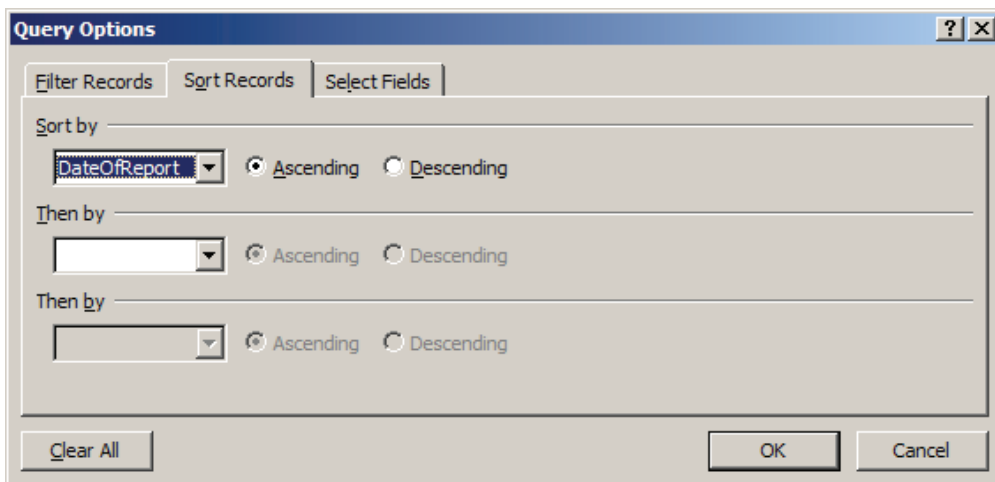 Query Options
Filter Records Sort Records Select Fields
Sort by
DateOfReport Ascending Descending
Then by
Ascending Descending
Then by
Ascending Descending
Clear All OK Cancel